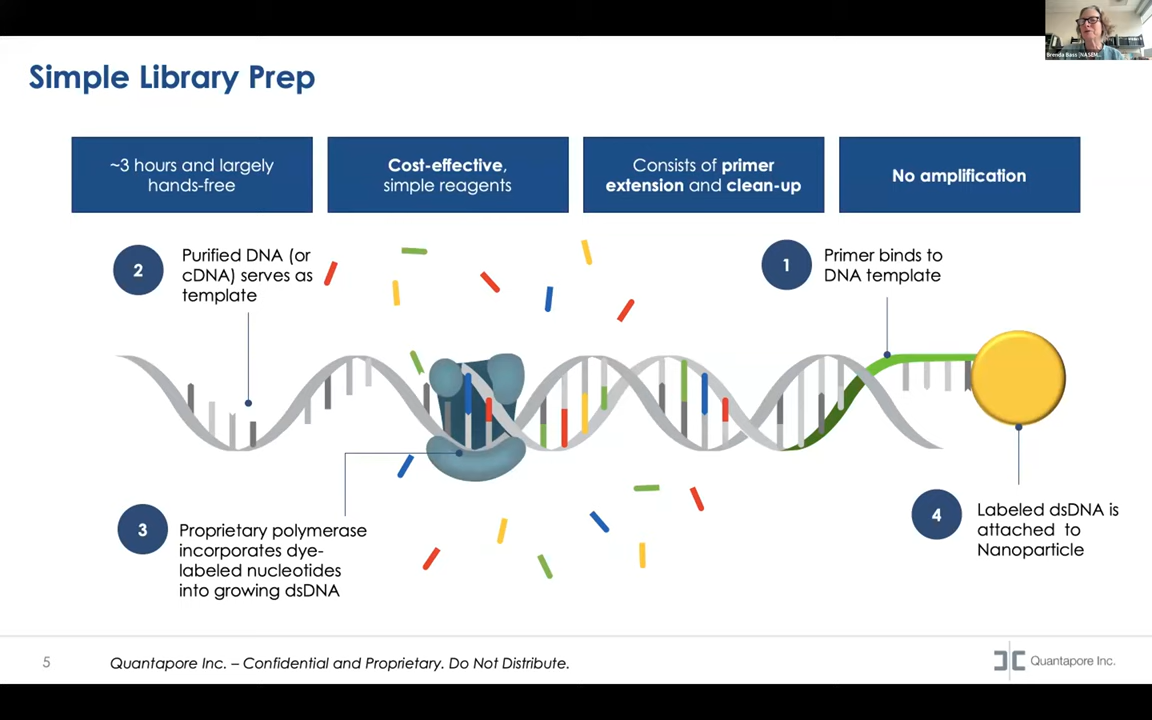 Simple Library Prep
~3 hours and largely
hands-free
Cost-effective,
simple reagents
Consists of primer
extension and clean-up
No amplification
2
Purified DNA (or
cDNA) serves as
template
1
Primer binds to
DNA template
3
Proprietary polymerase
incorporates dye-
labeled nucleotides
into growing dsDNA
4
Labeled dsDNA is
attached to
Nanoparticle
5
Quantapore Inc. – Confidential and Proprietary. Do Not Distribute.
Quantapore Inc.
Brenda Bass